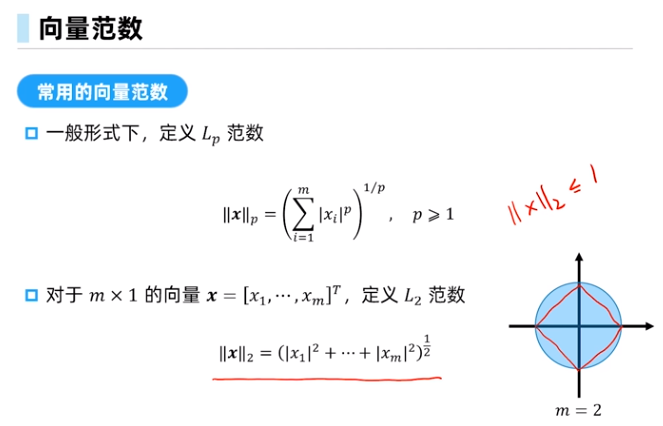 向量范数
常用的向量范数
一般形式下，定义 $L_p$ 范数
$\|\boldsymbol{x}\|_p = \left(\sum_{i=1}^{m} |x_i|^p\right)^{1/p}, \quad p \geqslant 1$
$\|x\|_2 \leq 1$
对于 $m \times 1$ 的向量 $\boldsymbol{x} = [x_1, \cdots, x_m]^T$，定义 $L_2$ 范数
$\|\boldsymbol{x}\|_2 = (|x_1|^2 + \cdots + |x_m|^2)^{\frac{1}{2}}$
$m = 2$